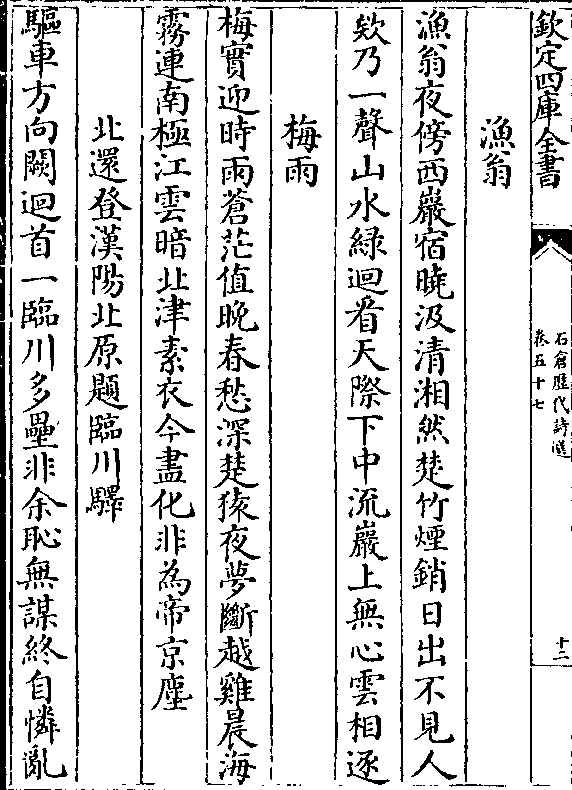 欽定四庫全書
石倉歷代詩選
卷五十七
十二
漁翁
漁翁夜傍西巖宿曉汲清湘然楚竹煙銷日出不見人
欸乃一聲山水綠迴看天際下中流巖上無心雲相逐
梅雨
梅實迎時雨蒼茫值晚春愁深楚猿夜夢斷越雞晨海
霧連南極江雲暗北津素衣今盡化非為帝京塵
北還登漢陽北原題臨川驛
驅車方向闕迴首一臨川多壘非余恥無謀終自憐亂